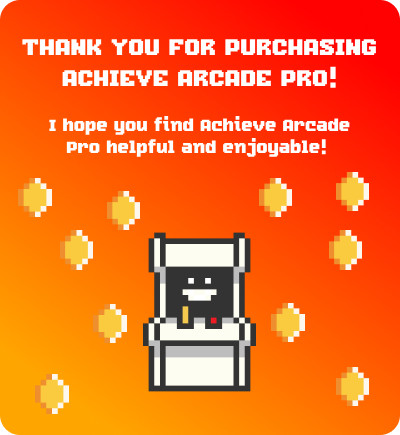 THANK YOU FOR PURCHASING
ACHIEVE ARCADE PRO!
I hope you find Achieve Arcade
Pro helpful and enjoyable!